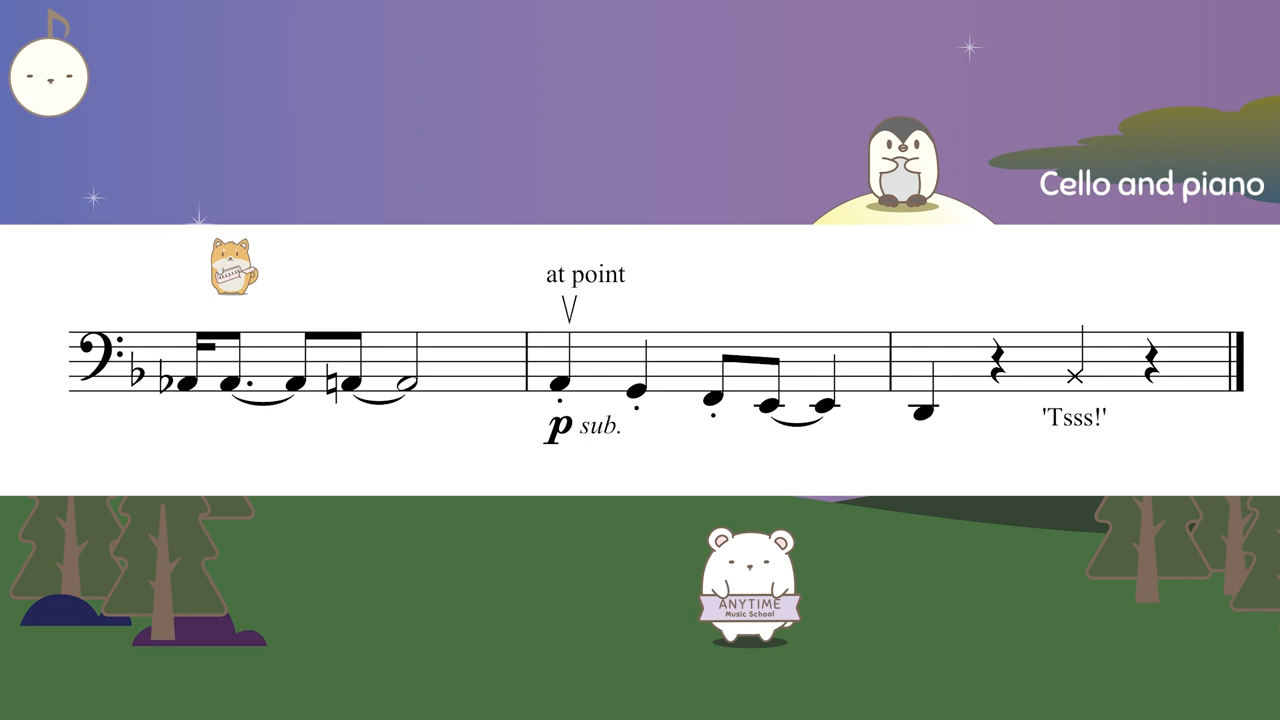 Cello and piano
at point
p sub.
'Tsss!'
ANYTIME
Music School